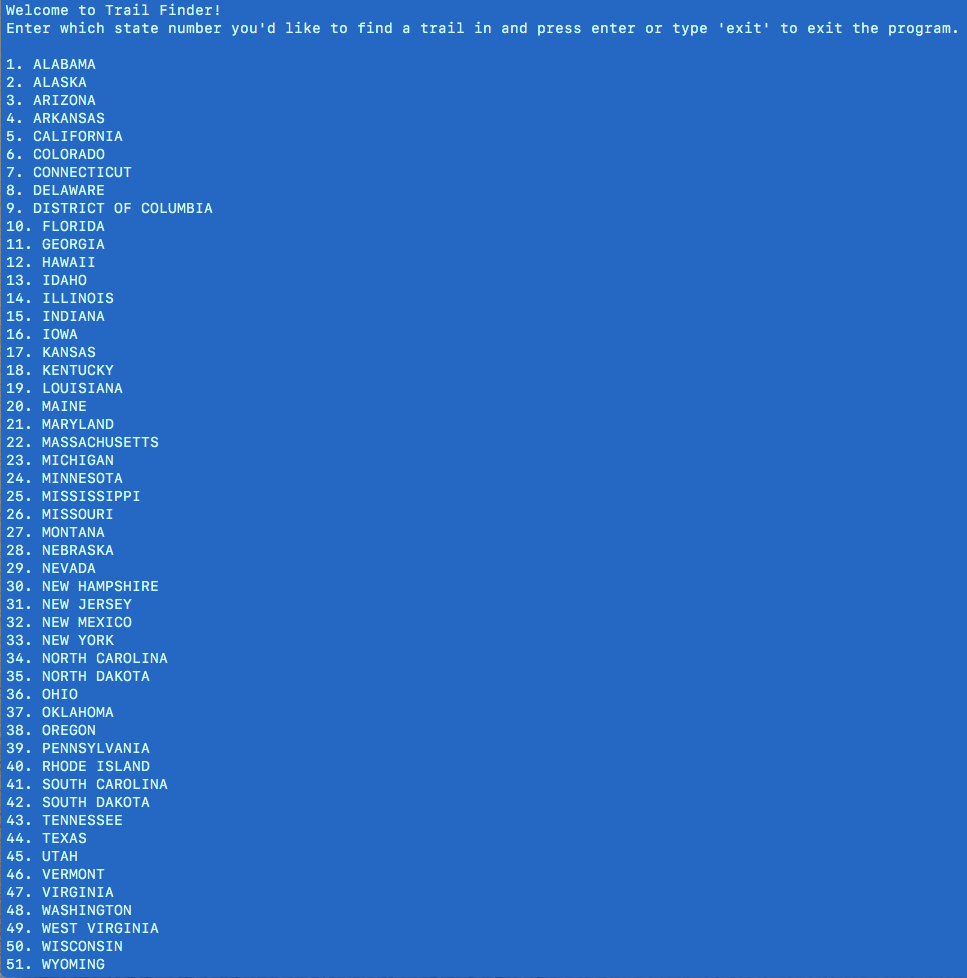 Welcome to Trail Finder!
Enter which state number you'd like to find a trail in and press enter or type 'exit' to exit the program.
1. ALABAMA
2. ALASKA
3. ARIZONA
4. ARKANSAS
5. CALIFORNIA
6. COLORADO
7. CONNECTICUT
8. DELAWARE
9. DISTRICT OF COLUMBIA
10. FLORIDA
11. GEORGIA
12. HAWAII
13. IDAHO
14. ILLINOIS
15. INDIANA
16. IOWA
17. KANSAS
18. KENTUCKY
19. LOUISIANA
20. MAINE
21. MARYLAND
22. MASSACHUSETTS
23. MICHIGAN
24. MINNESOTA
25. MISSISSIPPI
26. MISSOURI
27. MONTANA
28. NEBRASKA
29. NEVADA
30. NEW HAMPSHIRE
31. NEW JERSEY
32. NEW MEXICO
33. NEW YORK
34. NORTH CAROLINA
35. NORTH DAKOTA
36. OHIO
37. OKLAHOMA
38. OREGON
39. PENNSYLVANIA
40. RHODE ISLAND
41. SOUTH CAROLINA
42. SOUTH DAKOTA
43. TENNESSEE
44. TEXAS
45. UTAH
46. VERMONT
47. VIRGINIA
48. WASHINGTON
49. WEST VIRGINIA
50. WISCONSIN
51. WYOMING